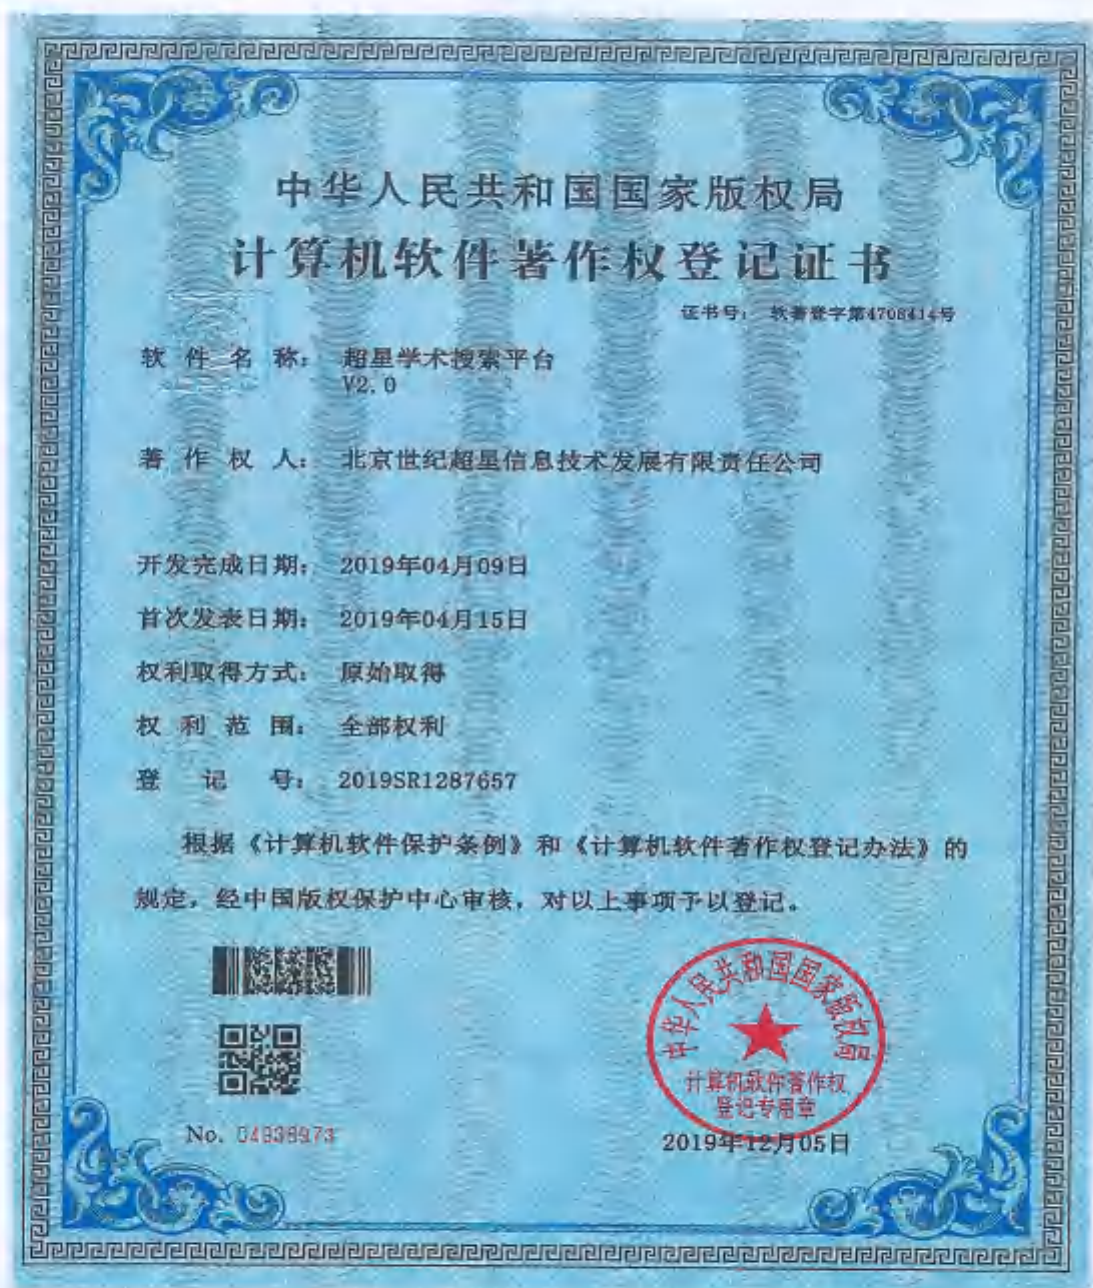 中华人民共和国国家版权局
计算机软件著作权登记证书
证书号： 软著登字第4708414号
软件名称： 超星学术搜索平台
V2.0
著作权人： 北京世纪超星信息技术发展有限责任公司
开发完成日期： 2019年04月09日
首次发表日期： 2019年04月15日
权利取得方式： 原始取得
权利范围： 全部权利
登记号： 2019SR1287657
根据《计算机软件保护条例》和《计算机软件著作权登记办法》的
规定，经中国版权保护中心审核，对以上事项予以登记。
中华人民共和国国家版权局
计算机软件著作权
登记专用章
No. 04938973
2019年12月05日